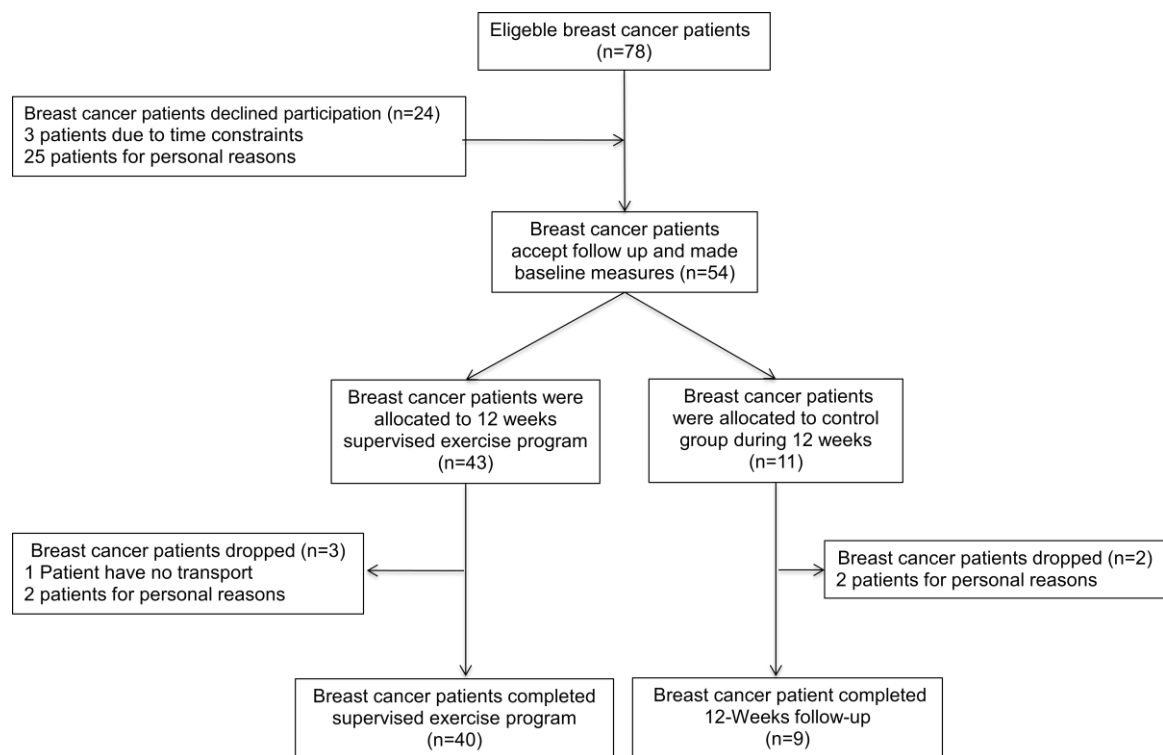 Eligeble breast cancer patients
(n=78)
Breast cancer patients declined participation (n=24)
3 patients due to time constraints
25 patients for personal reasons
Breast cancer patients
accept follow up and made
baseline measures (n=54)
Breast cancer patients were
allocated to 12 weeks
supervised exercise program
(n=43)
Breast cancer patients
were allocated to control
group during 12 weeks
(n=11)
Breast cancer patients dropped (n=3)
1 Patient have no transport
2 patients for personal reasons
Breast cancer patients dropped (n=2)
2 patients for personal reasons
Breast cancer patients completed
supervised exercise program
(n=40)
Breast cancer patient completed
12-Weeks follow-up
(n=9)